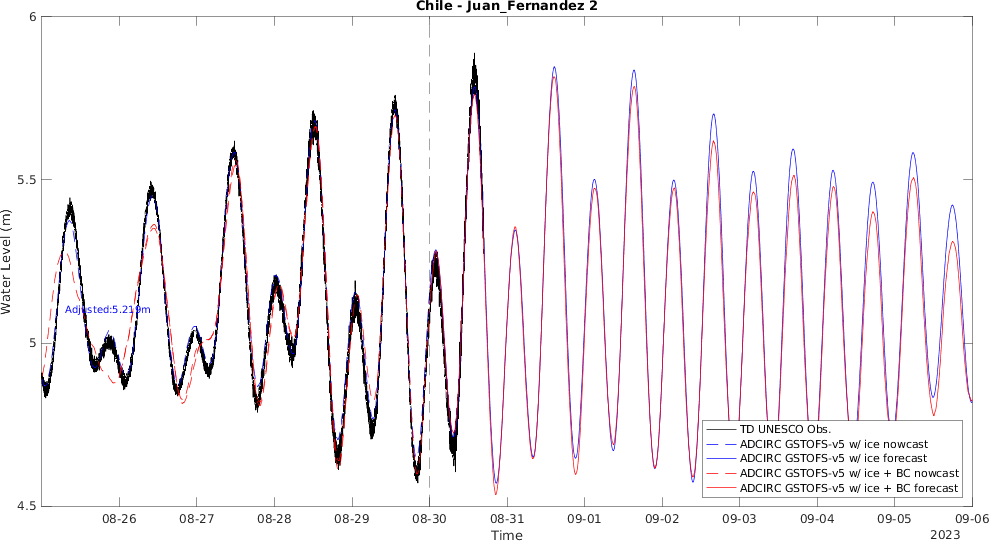 Chile - Juan_Fernandez 2
6
5.5
5
4.5
Water Level (m)
Adjusted:5.219m
TD UNESCO Obs.
ADCIRC GSTOFS-v5 w/ ice nowcast
ADCIRC GSTOFS-v5 w/ ice forecast
ADCIRC GSTOFS-v5 w/ ice + BC nowcast
ADCIRC GSTOFS-v5 w/ ice + BC forecast
08-26 08-27 08-28 08-29 08-30 08-31 09-01 09-02 09-03 09-04 09-05 09-06
Time
2023